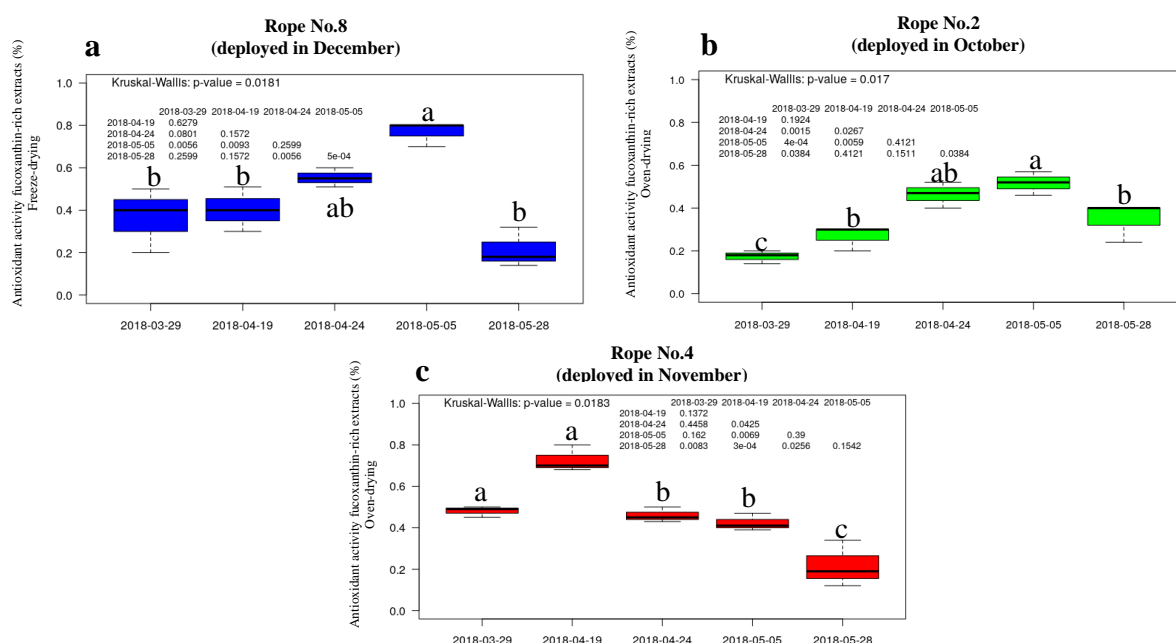 Rope No.8
(deployed in December)
a
Antioxidant activity fucoxanthin-rich extracts (%)
Freeze-drying
Kruskal-Wallis: p-value = 0.0181
2018-03-29 2018-04-19 2018-04-24 2018-05-05
2018-04-19 0.6279
2018-04-24 0.0801 0.1572
2018-05-05 0.0056 0.0093 0.2599
2018-05-28 0.2599 0.1572 0.0056 5e-04
1.0
0.8
0.6
0.4
0.2
0.0
b
b
ab
a
b
2018-03-29 2018-04-19 2018-04-24 2018-05-05 2018-05-28
Rope No.2
(deployed in October)
b
Antioxidant activity fucoxanthin-rich extracts (%)
Oven-drying
Kruskal-Wallis: p-value = 0.017
2018-03-29 2018-04-19 2018-04-24 2018-05-05
2018-04-19 0.1924
2018-04-24 0.0015 0.0267
2018-05-05 4e-04 0.0059 0.4121
2018-05-28 0.0384 0.4121 0.1511 0.0384
1.0
0.8
0.6
0.4
0.2
0.0
c
b
ab
a
b
2018-03-29 2018-04-19 2018-04-24 2018-05-05 2018-05-28
Rope No.4
(deployed in November)
c
Antioxidant activity fucoxanthin-rich extracts (%)
Oven-drying
Kruskal-Wallis: p-value = 0.0183
2018-03-29 2018-04-19 2018-04-24 2018-05-05
2018-04-19 0.1372
2018-04-24 0.4458 0.0425
2018-05-05 0.162 0.0069 0.39
2018-05-28 0.0083 3e-04 0.0256 0.1542
1.0
0.8
0.6
0.4
0.2
0.0
a
a
b
b
c
2018-03-29 2018-04-19 2018-04-24 2018-05-05 2018-05-28